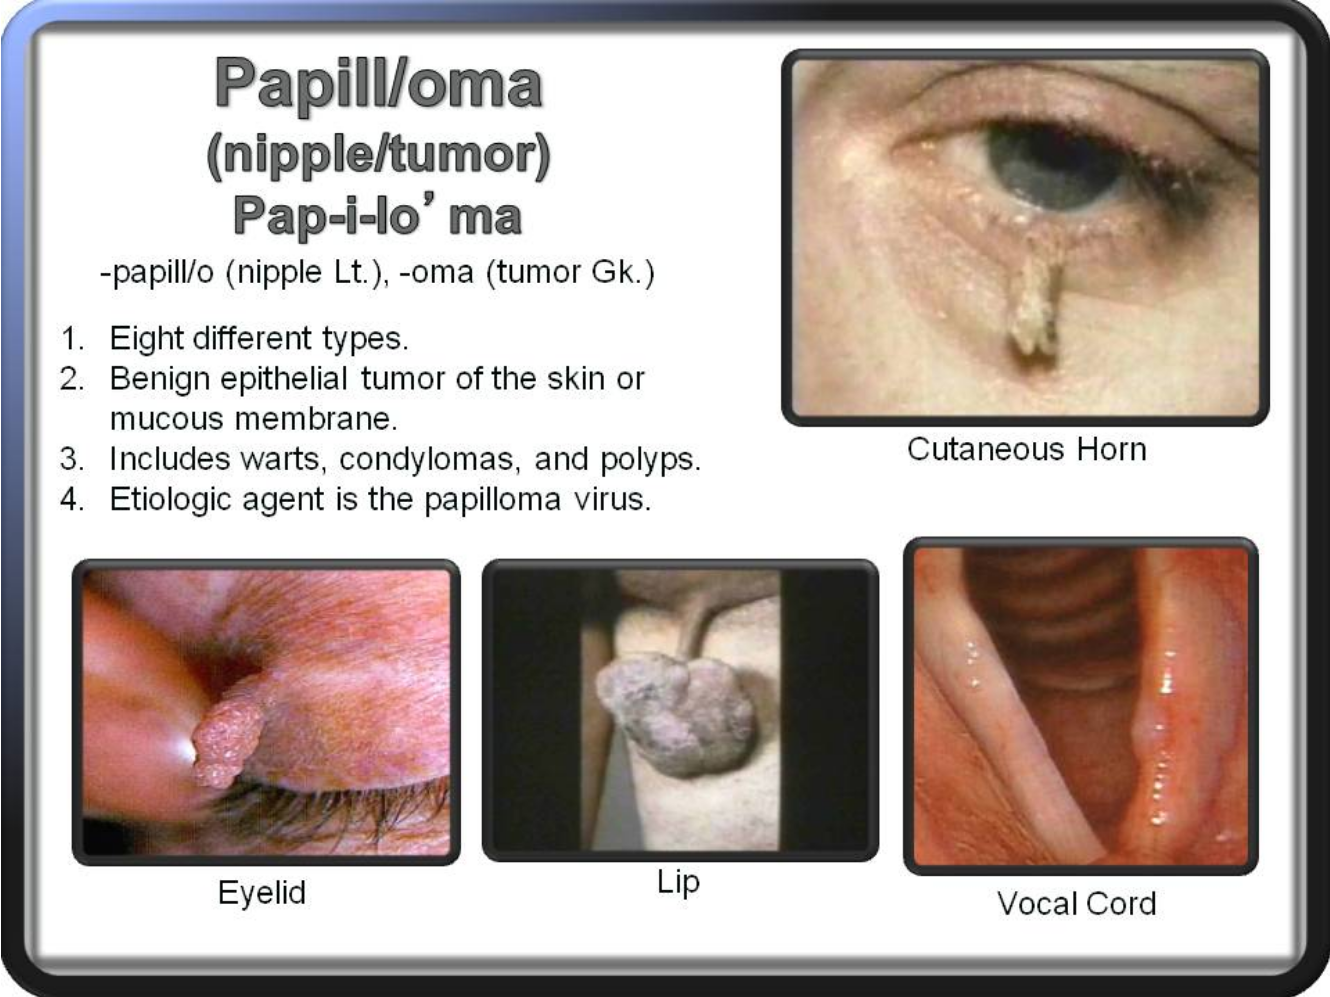 Papill/oma
(nipple/tumor)
Pap-i-lo’ ma
-papill/o (nipple Lt.), -oma (tumor Gk.)
1. Eight different types.
2. Benign epithelial tumor of the skin or
mucous membrane.
3. Includes warts, condylomas, and polyps.
4. Etiologic agent is the papilloma virus.
Cutaneous Horn
Eyelid
Lip
Vocal Cord